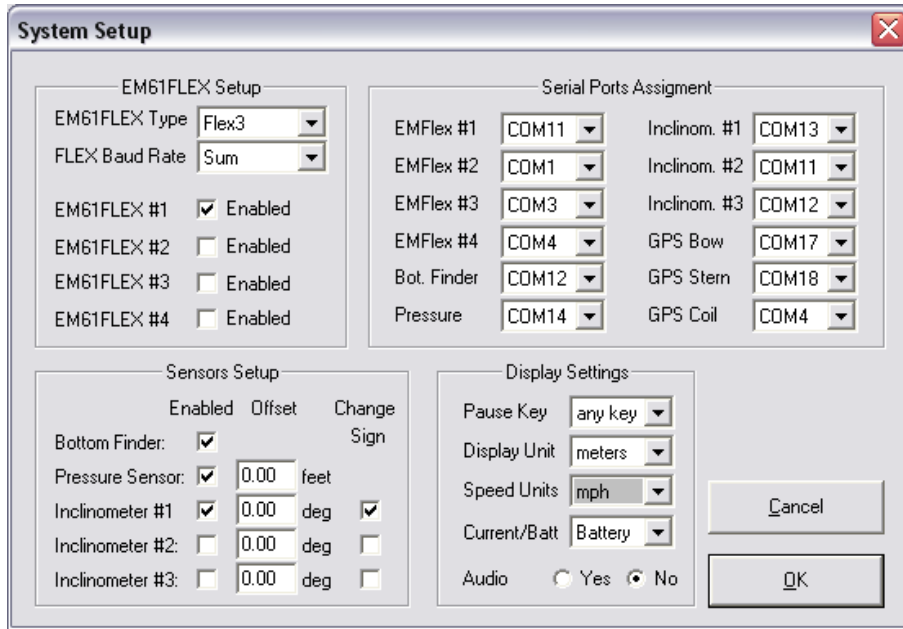 System Setup
EM61FLEX Setup
EM61FLEX Type Flex3
FLEX Baud Rate Sum
EM61FLEX #1 Enabled
EM61FLEX #2 Enabled
EM61FLEX #3 Enabled
EM61FLEX #4 Enabled
Serial Ports Assigment
EMFlex #1 COM11 Inclinom. #1 COM13
EMFlex #2 COM1 Inclinom. #2 COM11
EMFlex #3 COM3 Inclinom. #3 COM12
EMFlex #4 COM4 GPS Bow COM17
Bot. Finder COM12 GPS Stern COM18
Pressure COM14 GPS Coil COM4
Sensors Setup
Enabled Offset Change
Sign
Bottom Finder:
Pressure Sensor: 0.00 feet
Inclinometer #1 0.00 deg
Inclinometer #2: 0.00 deg
Inclinometer #3: 0.00 deg
Display Settings
Pause Key any key
Display Unit meters
Speed Units mph
Current/Batt Battery
Audio Yes No
Cancel
OK